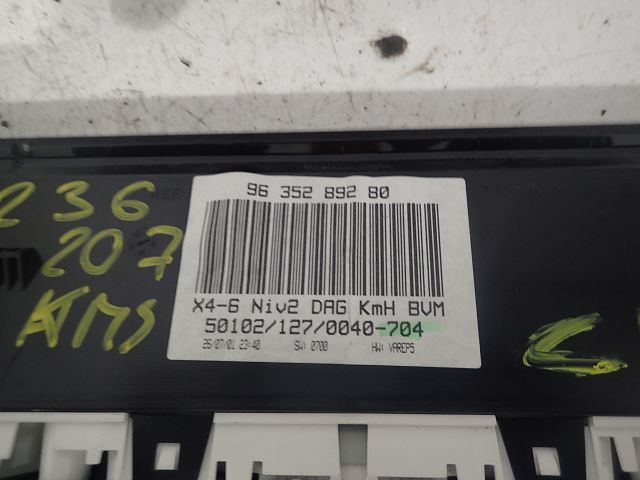 96 352 892 80
236
207
KMS
X4-6 Niv2 DAG KmH BVM
50102/127/0040-704
26/07/01 23:40 SW: 0700 HW: VAREP5
C